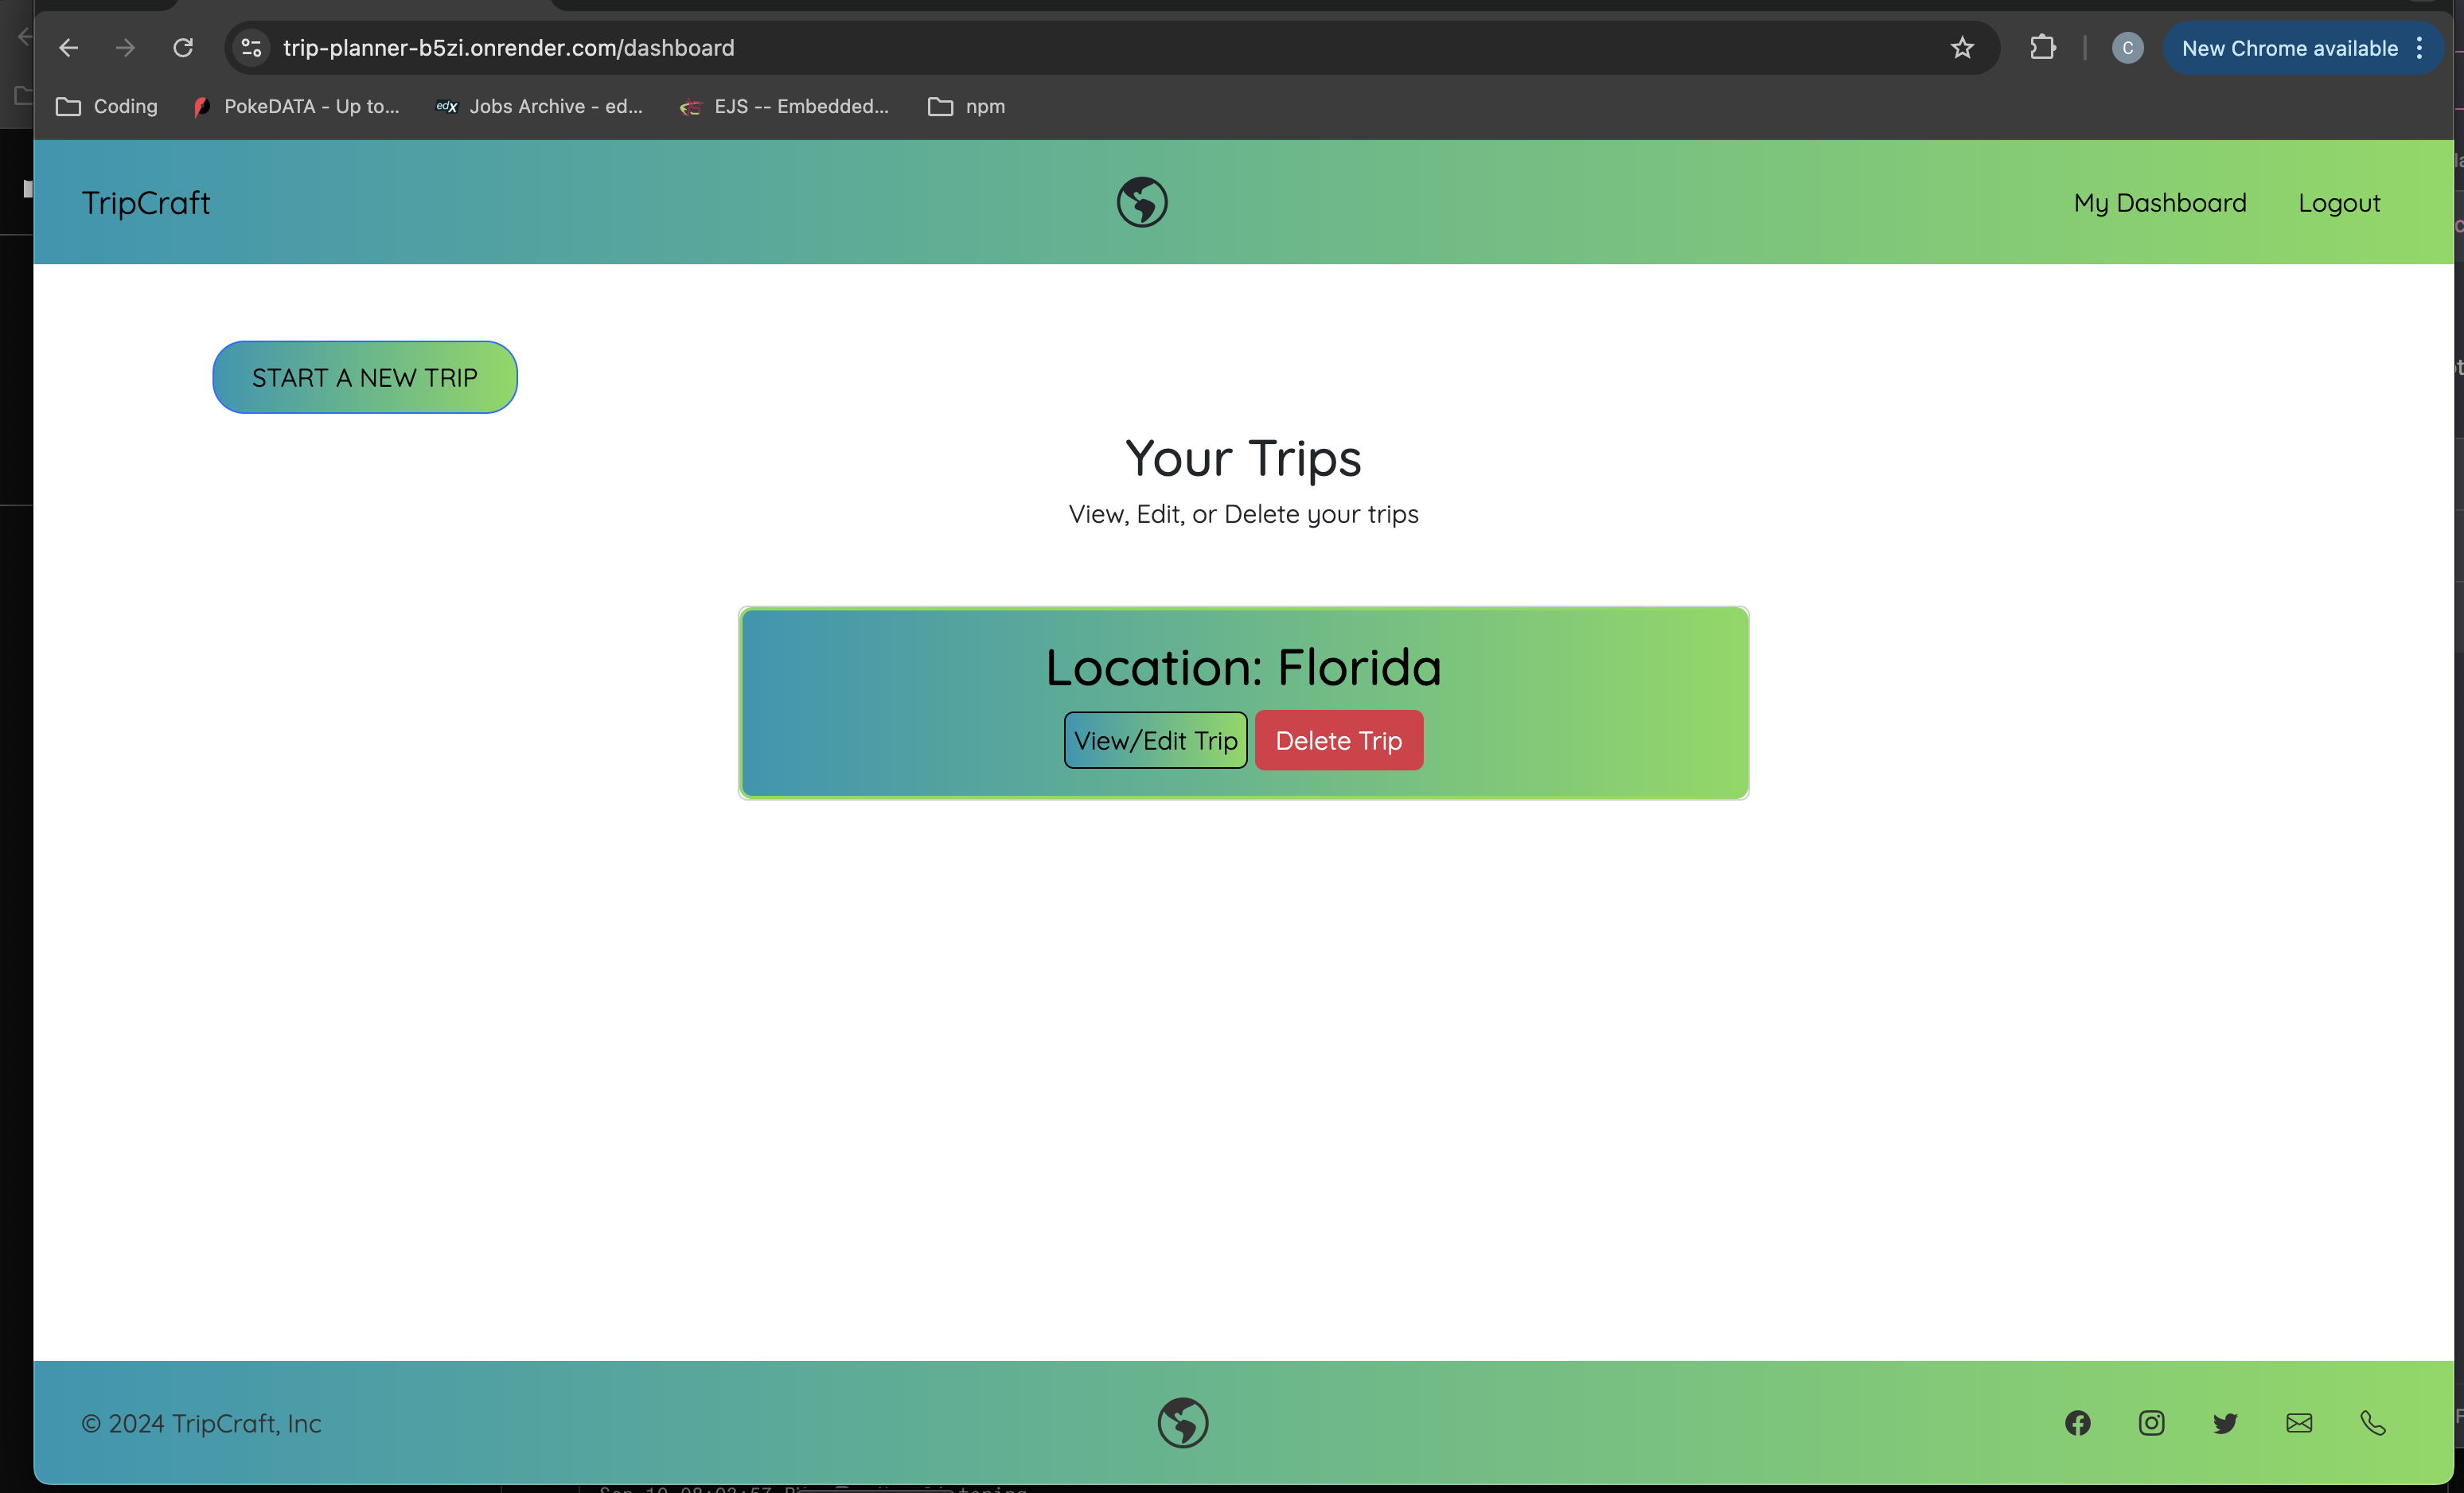 trip-planner-b5zi.onrender.com/dashboard
C
New Chrome available
Coding
PokeDATA - Up to...
edX
Jobs Archive - ed...
EJS -- Embedded...
npm
TripCraft
My Dashboard
Logout
START A NEW TRIP
Your Trips
View, Edit, or Delete your trips
Location: Florida
View/Edit Trip
Delete Trip
© 2024 TripCraft, Inc